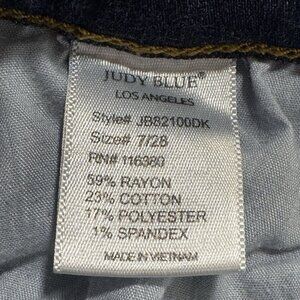 JUDY BLUE®
LOS ANGELES
Style# JB82100DK
Size# 7/28
RN# 116380
59% RAYON
23% COTTON
17% POLYESTER
1% SPANDEX
MADE IN VIETNAM